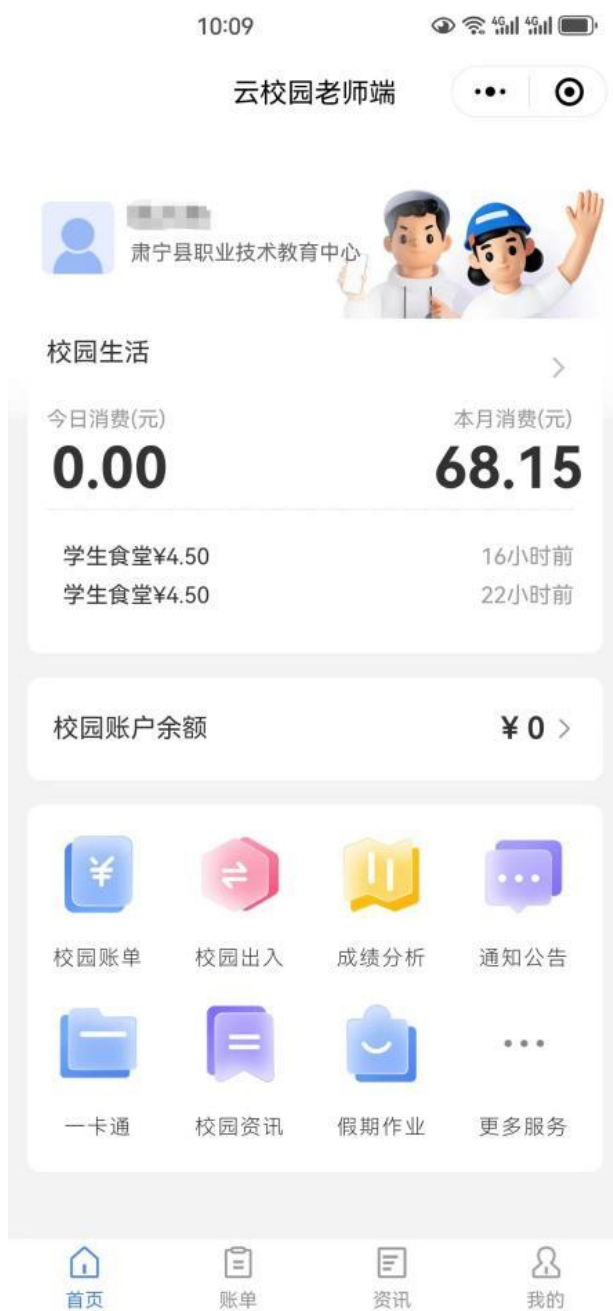 10:09
4G 4G
云校园老师端
肃宁县职业技术教育中心
校园生活
今日消费(元) 本月消费(元)
0.00 68.15
学生食堂¥4.50 16小时前
学生食堂¥4.50 22小时前
校园账户余额 ¥ 0
¥
校园账单 校园出入 成绩分析 通知公告
一卡通 校园资讯 假期作业 更多服务
首页 账单 资讯 我的